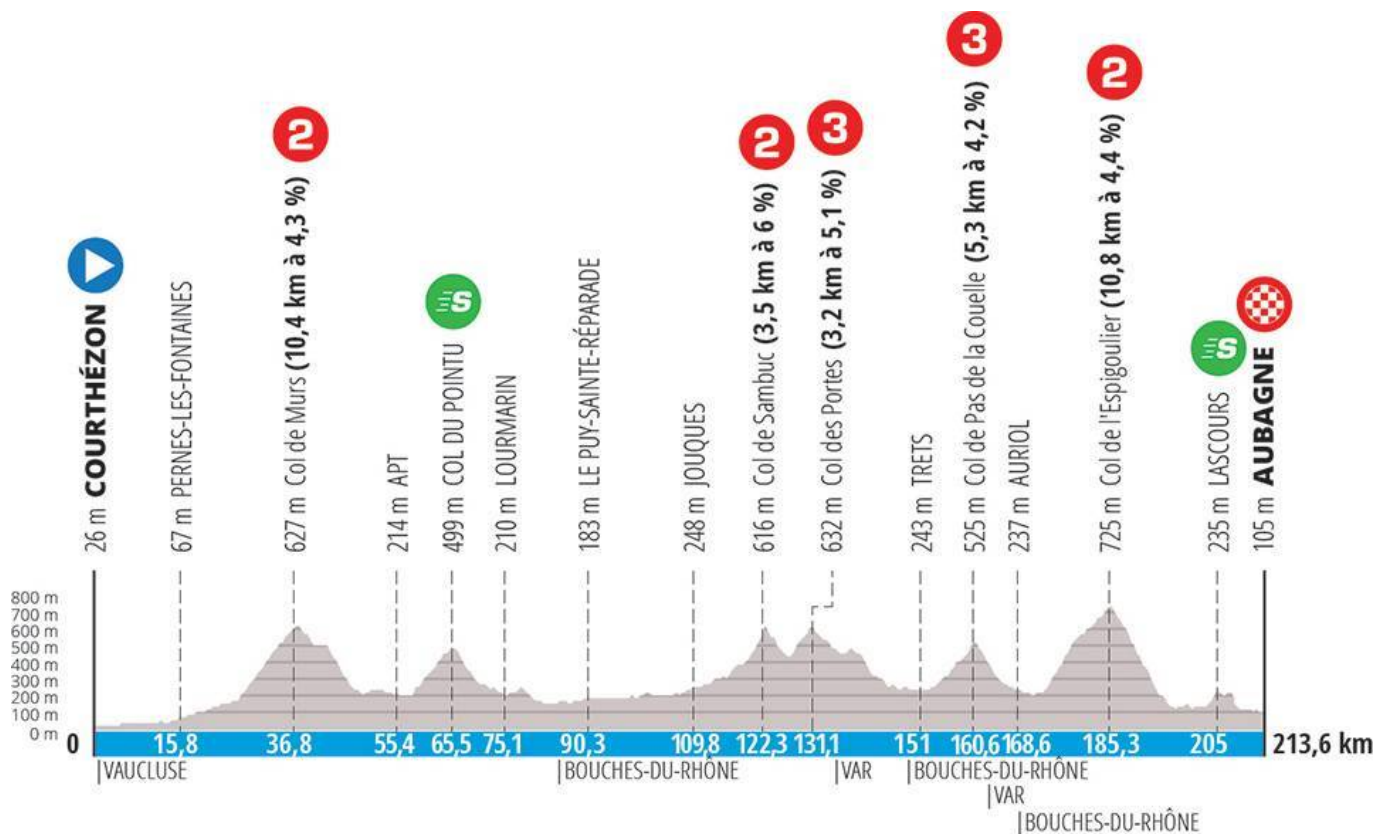 26 m COURTHÉZON
67 m PERNES-LES-FONTAINES
627 m Col de Murs (10,4 km à 4,3 %)
2
214 m APT
499 m COL DU POINTU
S
210 m LOURMARIN
183 m LE PUY-SAINTE-RÉPARADE
248 m JOUQUES
616 m Col de Sambuc (3,5 km à 6 %)
2
632 m Col des Portes (3,2 km à 5,1 %)
3
243 m TRETS
525 m Col de Pas de la Couelle (5,3 km à 4,2 %)
3
237 m AURIOL
725 m Col de l'Espigoulier (10,8 km à 4,4 %)
2
235 m LASCOURS
S
105 m AUBAGNE
800 m
700 m
600 m
500 m
400 m
300 m
200 m
100 m
0 m
0 15,8 36,8 55,4 65,5 75,1 90,3 109,8 122,3 131,1 151 160,6 168,6 185,3 205 213,6 km
|VAUCLUSE |BOUCHES-DU-RHÔNE |VAR |BOUCHES-DU-RHÔNE
|VAR
|BOUCHES-DU-RHÔNE